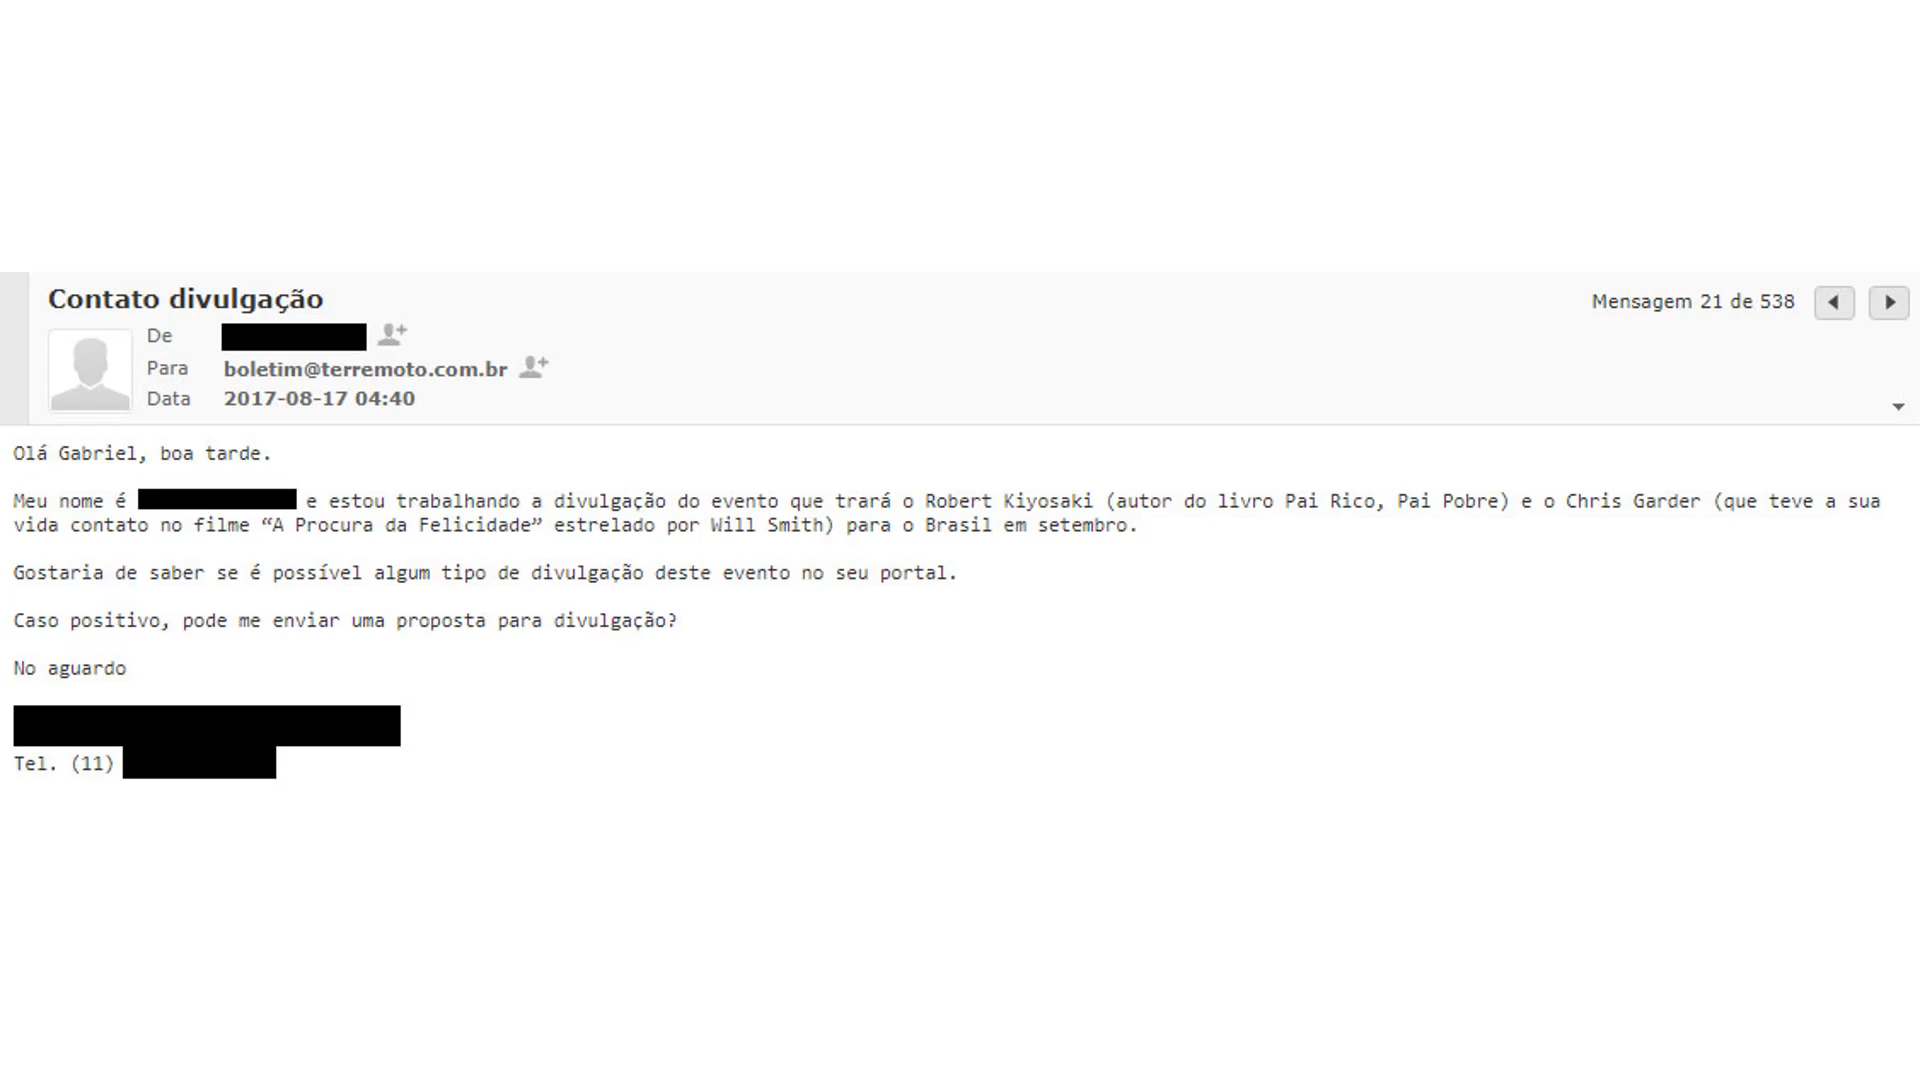 Contato divulgação
Mensagem 21 de 538
De
Para boletim@terremoto.com.br
Data 2017-08-17 04:40
Olá Gabriel, boa tarde.
Meu nome é e estou trabalhando a divulgação do evento que trará o Robert Kiyosaki (autor do livro Pai Rico, Pai Pobre) e o Chris Garder (que teve a sua
vida contato no filme “A Procura da Felicidade” estrelado por Will Smith) para o Brasil em setembro.
Gostaria de saber se é possível algum tipo de divulgação deste evento no seu portal.
Caso positivo, pode me enviar uma proposta para divulgação?
No aguardo
Tel. (11)